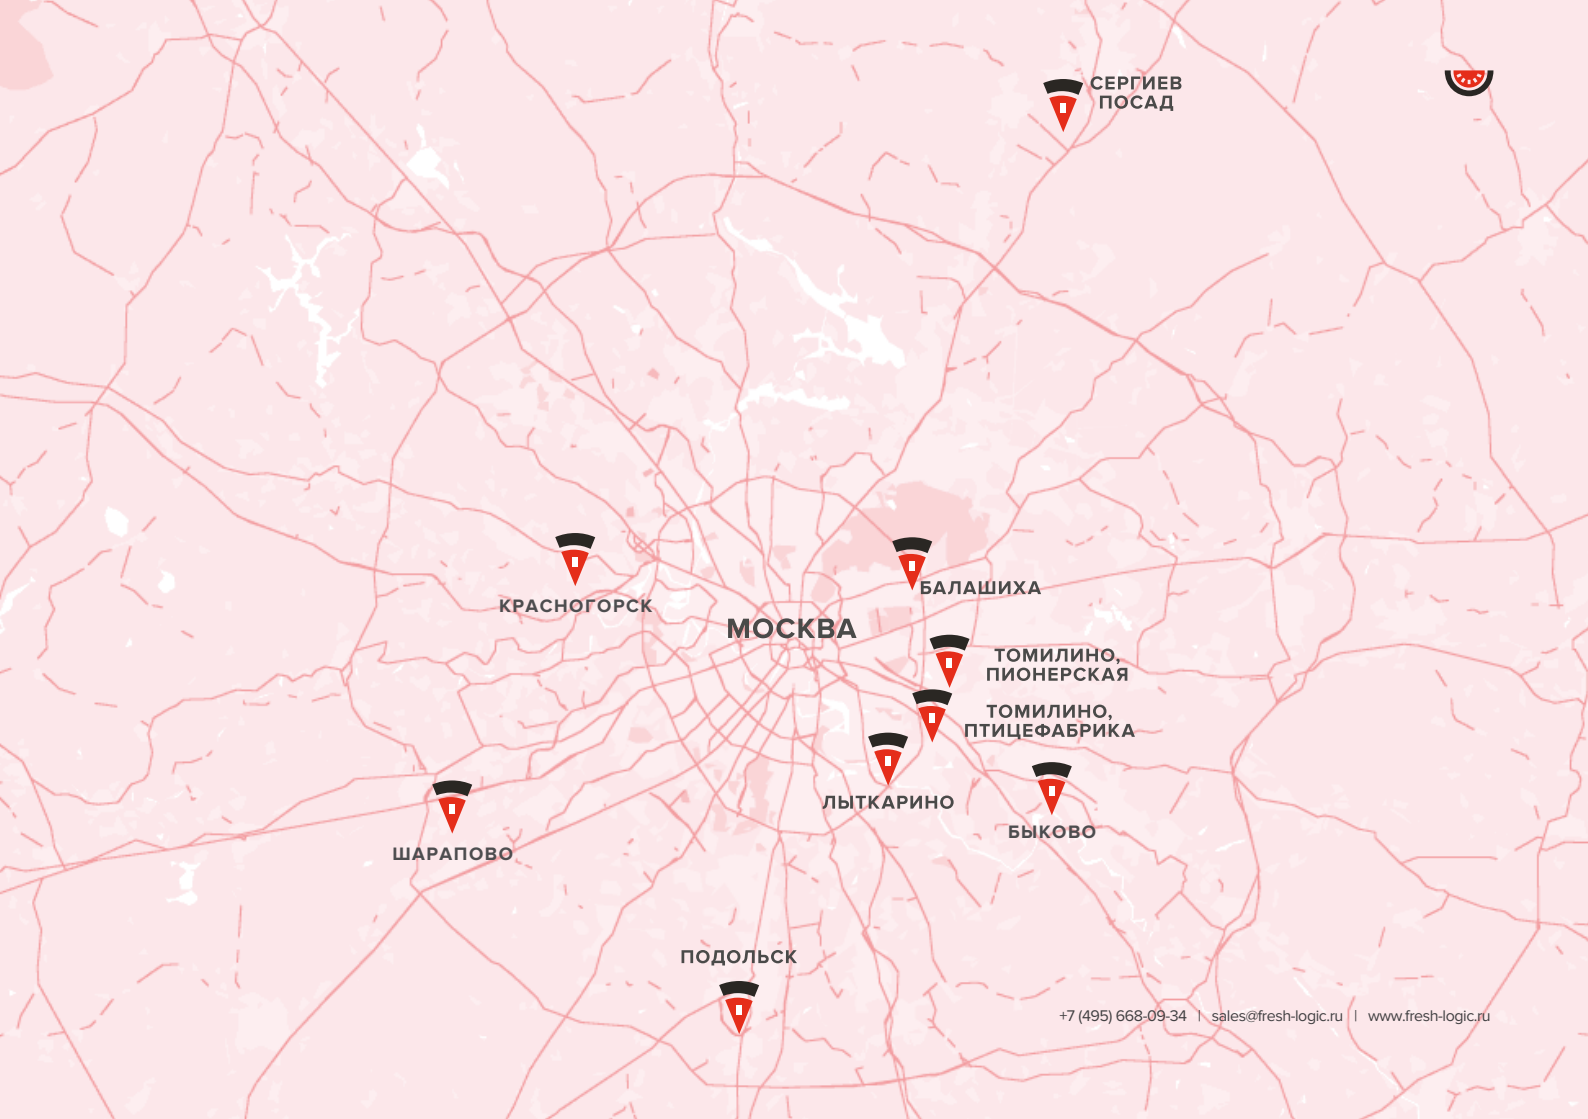 СЕРГИЕВ
ПОСАД
КРАСНОГОРСК
БАЛАШИХА
МОСКВА
ТОМИЛИНО,
ПИОНЕРСКАЯ
ТОМИЛИНО,
ПТИЦЕФАБРИКА
ЛЫТКАРИНО
БЫКОВО
ШАРАПОВО
ПОДОЛЬСК
+7 (495) 668-09-34 | sales@fresh-logic.ru | www.fresh-logic.ru